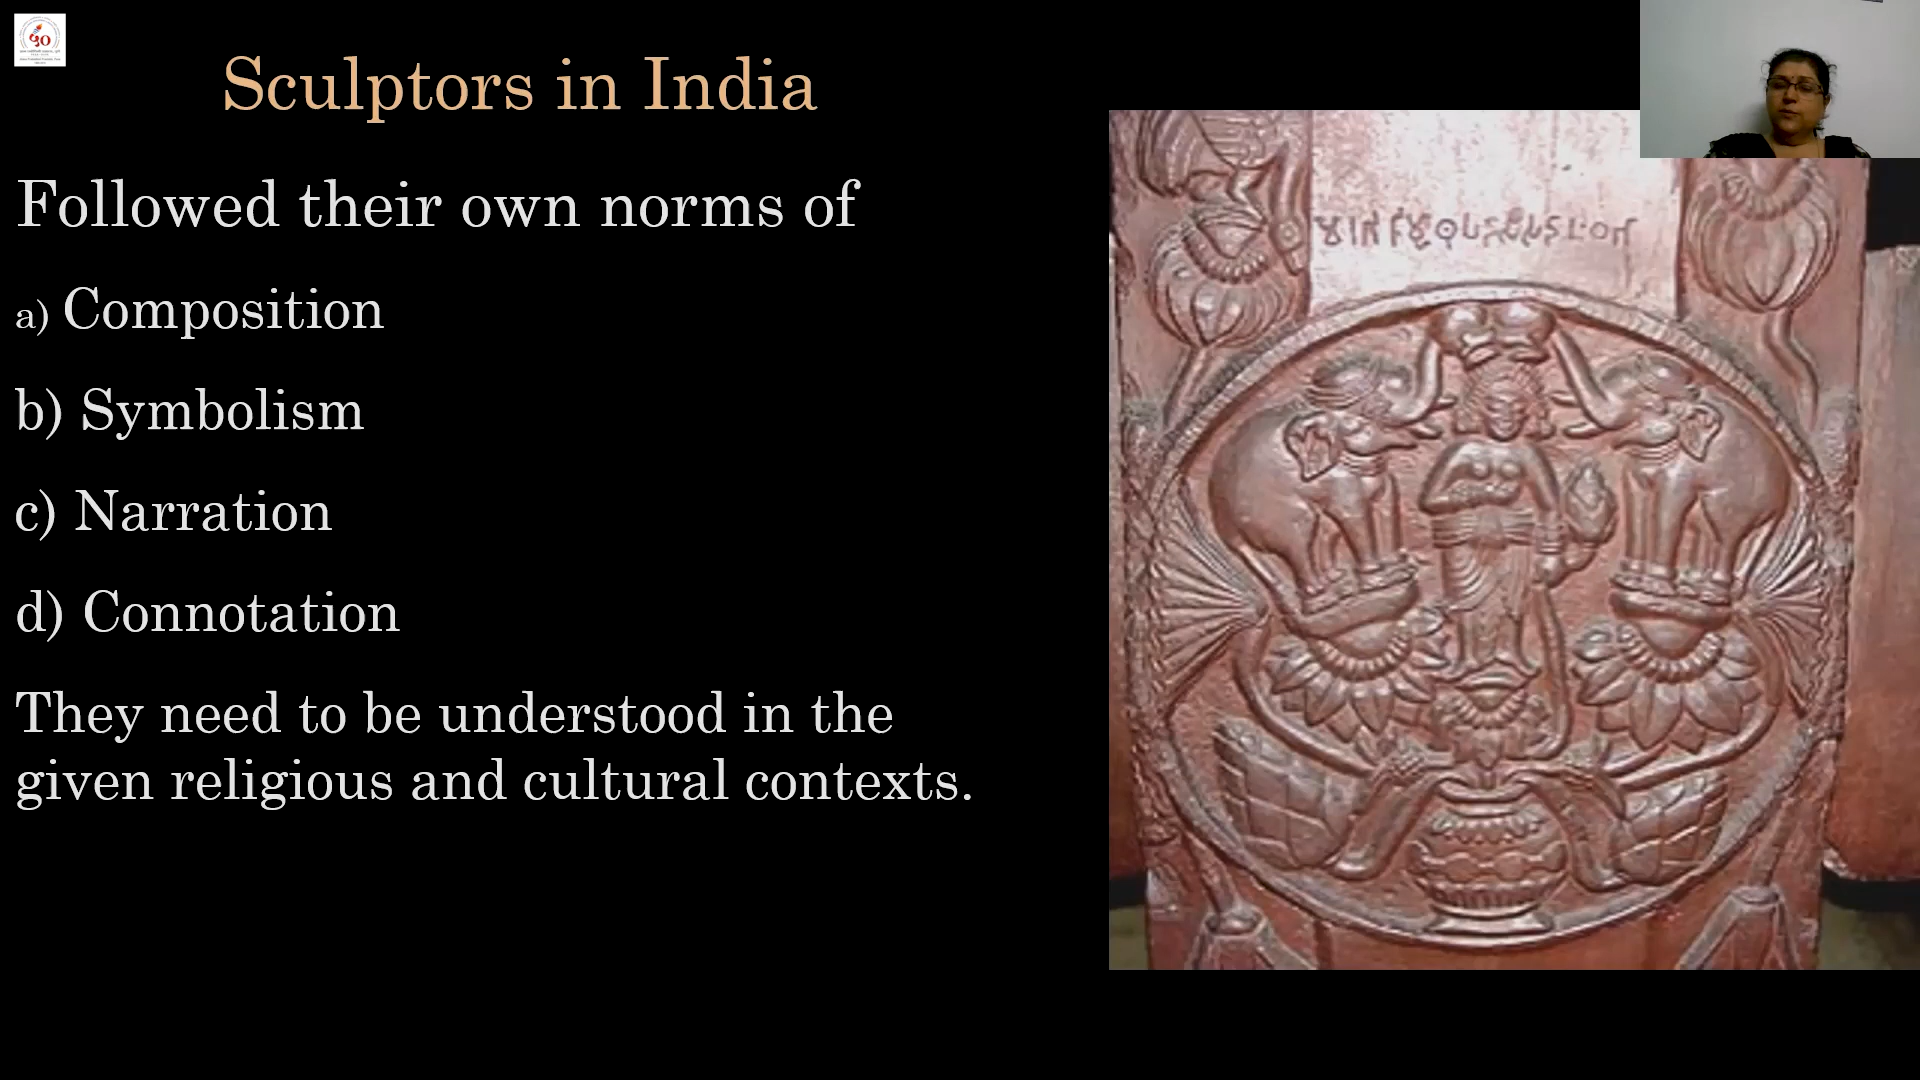 Sculptors in India
Followed their own norms of
a) Composition
b) Symbolism
c) Narration
d) Connotation
They need to be understood in the
given religious and cultural contexts.